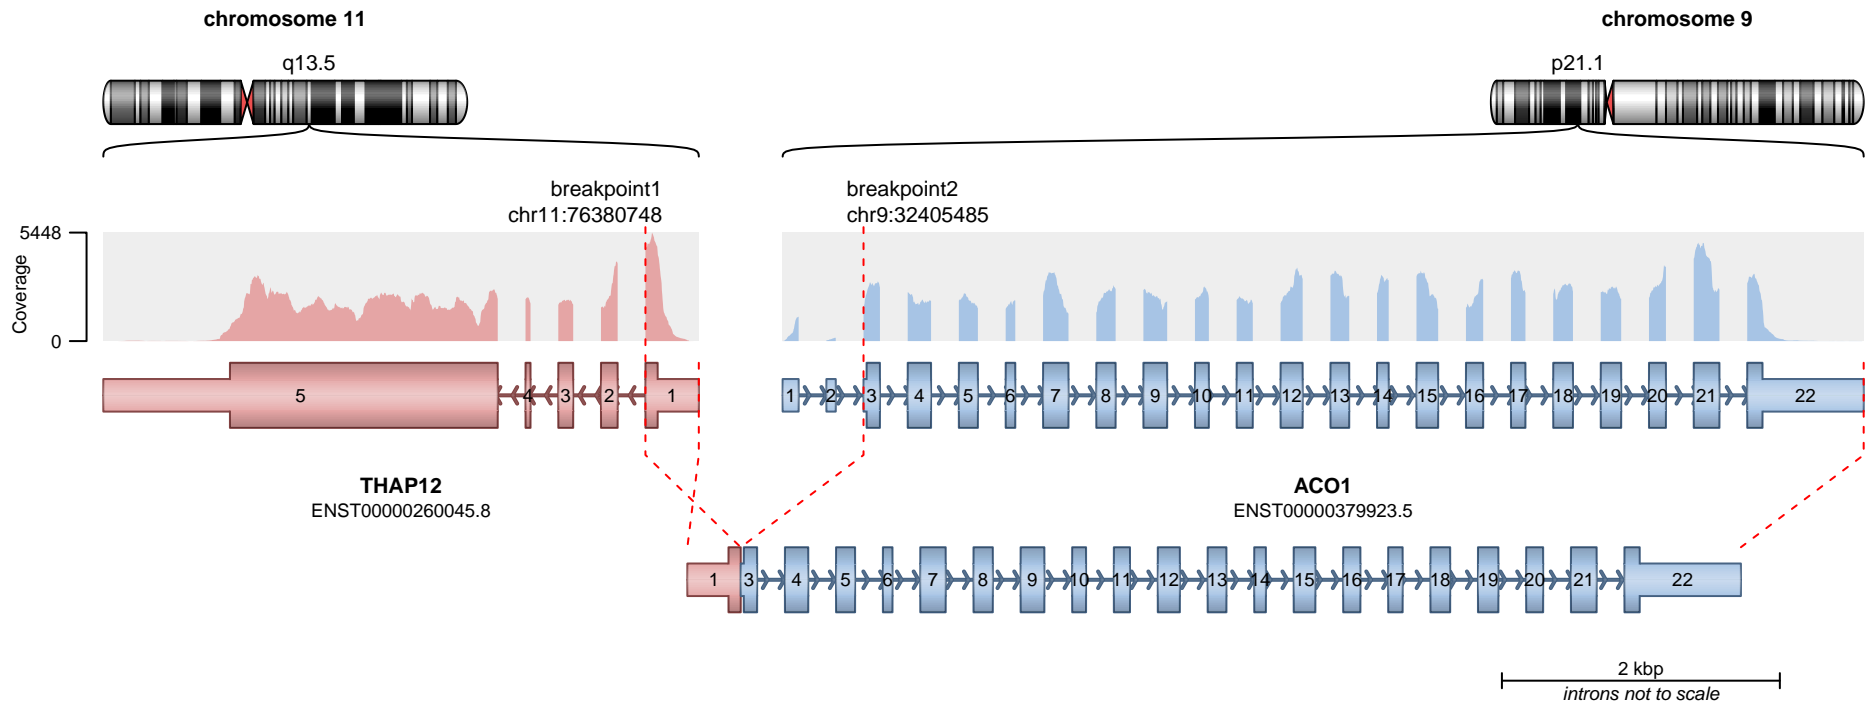 chromosome 11
chromosome 9
q13.5
p21.1
breakpoint1
chr11:76380748
breakpoint2
chr9:32405485
5448
Coverage
0
5 4 3 2 1
1 2 3 4 5 6 7 8 9 10 11 12 13 14 15 16 17 18 19 20 21 22
THAP12
ENST00000260045.8
ACO1
ENST00000379923.5
1 3 4 5 6 7 8 9 10 11 12 13 14 15 16 17 18 19 20 21 22
2 kbp
introns not to scale